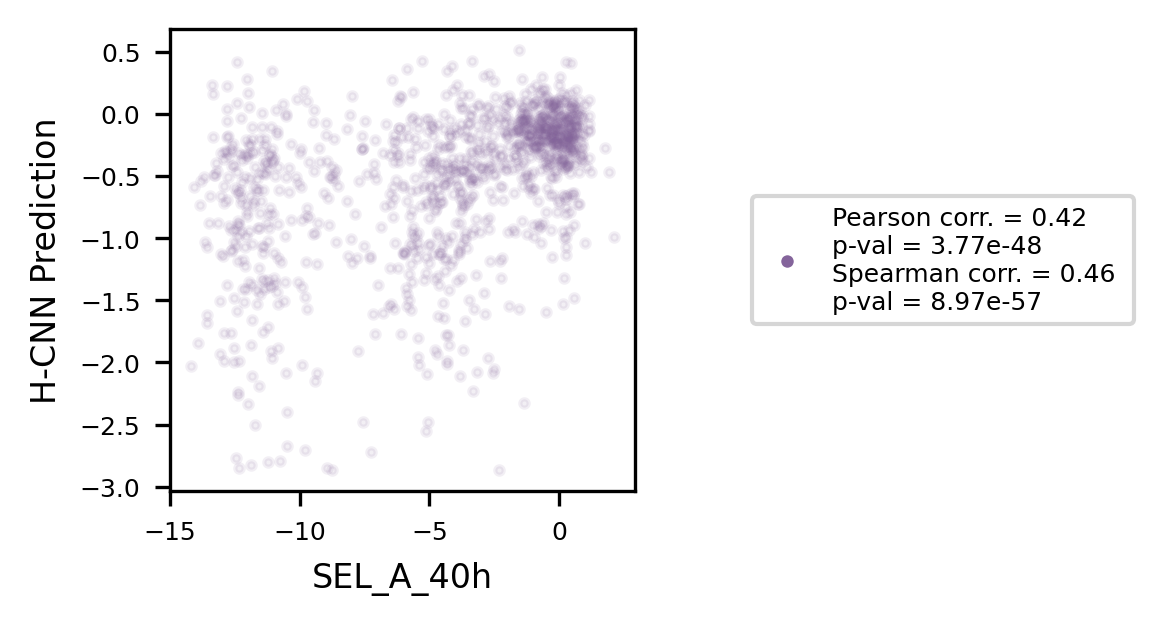 0.5
0.0
−0.5
−1.0
−1.5
−2.0
−2.5
−3.0
H-CNN Prediction
−15
−10
−5
0
SEL_A_40h
Pearson corr. = 0.42
p-val = 3.77e-48
Spearman corr. = 0.46
p-val = 8.97e-57